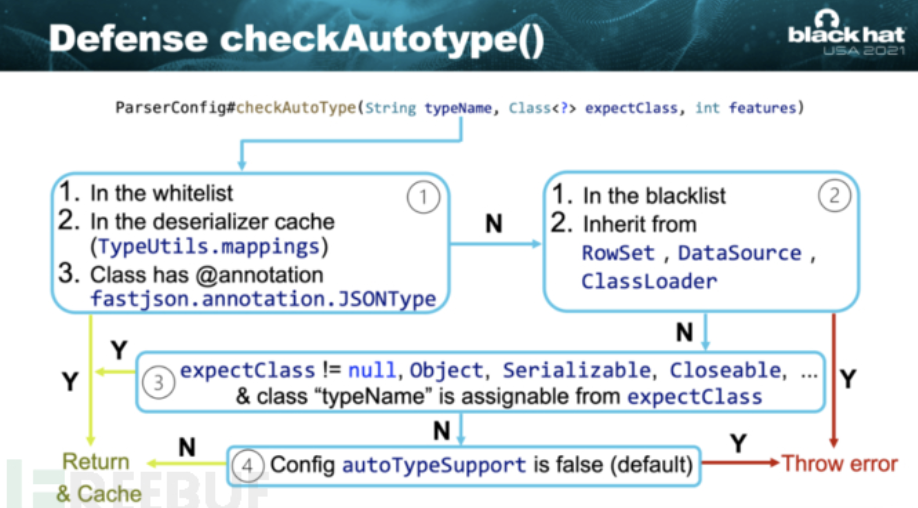 Defense checkAutotype()
black hat
USA 2021
ParserConfig#checkAutoType(String typeName, Class<?> expectClass, int features)
1. In the whitelist
2. In the deserializer cache
(TypeUtils.mappings)
3. Class has @annotation
fastjson.annotation.JSONType
1
N
1. In the blacklist
2. Inherit from
RowSet , DataSource ,
ClassLoader
2
N
Y
Y
Y
3
expectClass != null, Object, Serializable, Closeable, ...
& class “typeName” is assignable from expectClass
N
N
Y
4
Config autoTypeSupport is false (default)
Return
& Cache
Throw error
FREEBUF